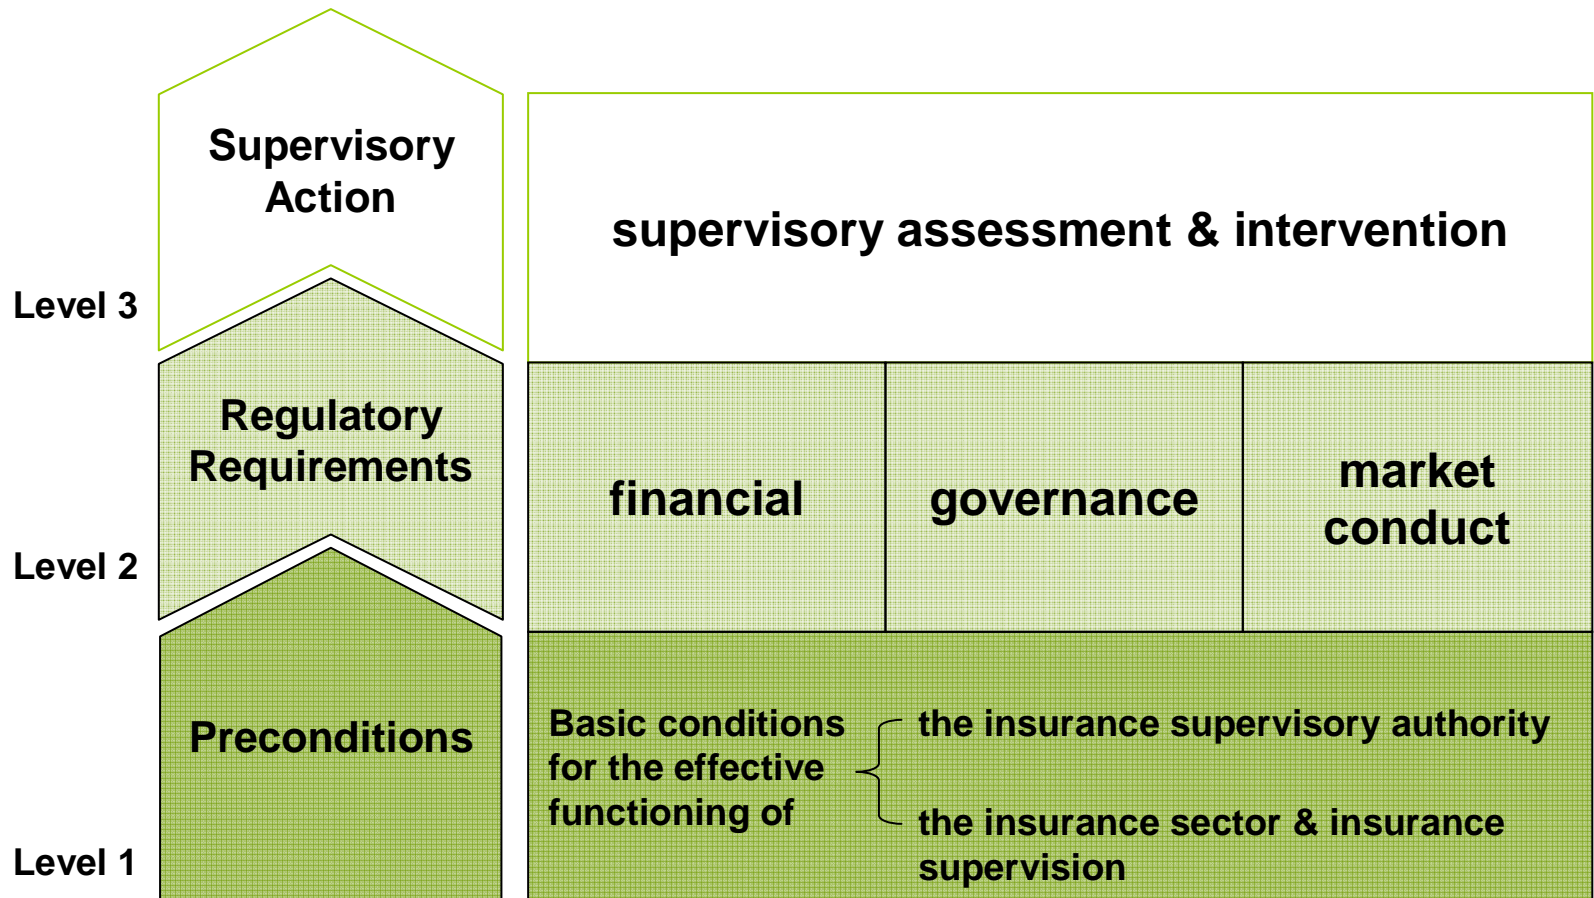 Supervisory
Action
supervisory assessment & intervention
Level 3
Regulatory
Requirements
financial
governance
market
conduct
Level 2
Preconditions
Basic conditions
for the effective
functioning of
the insurance supervisory authority
the insurance sector & insurance
supervision
Level 1